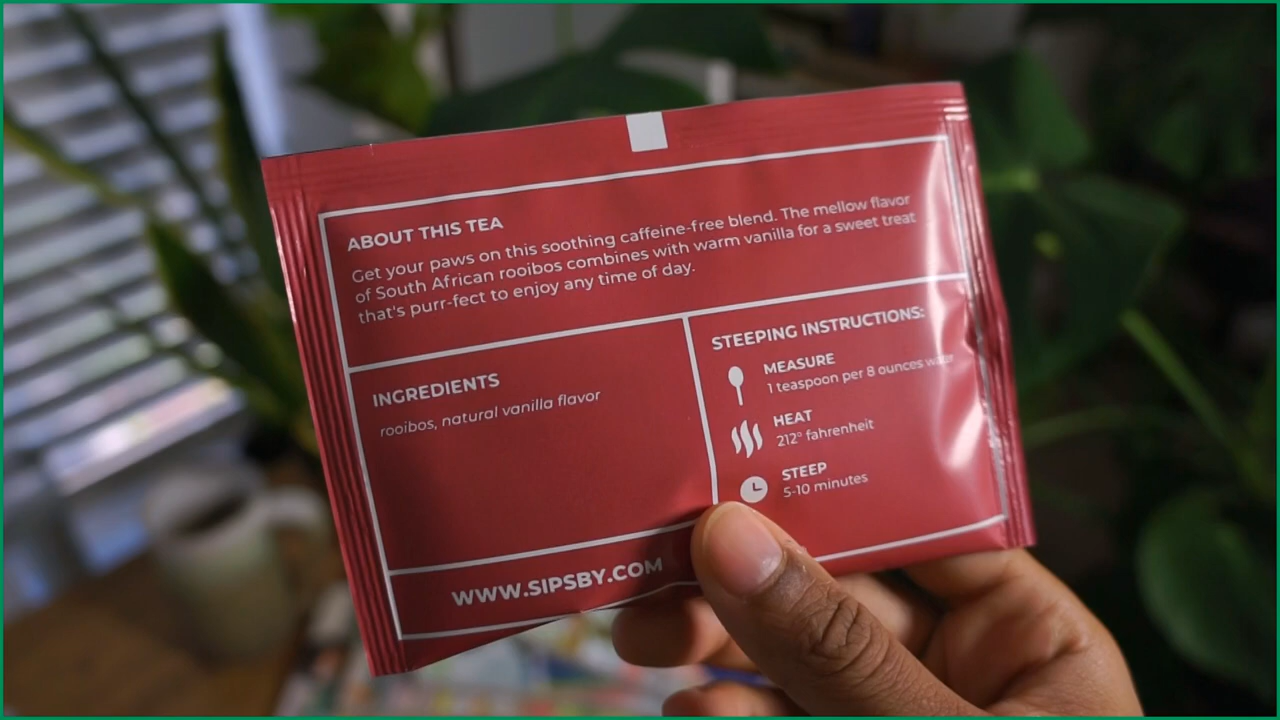 ABOUT THIS TEA
Get your paws on this soothing caffeine-free blend. The mellow flavor
of South African rooibos combines with warm vanilla for a sweet treat
that's purr-fect to enjoy any time of day.
INGREDIENTS
rooibos, natural vanilla flavor
STEEPING INSTRUCTIONS:
MEASURE
1 teaspoon per 8 ounces water
HEAT
212° fahrenheit
STEEP
5-10 minutes
WWW.SIPSBY.COM